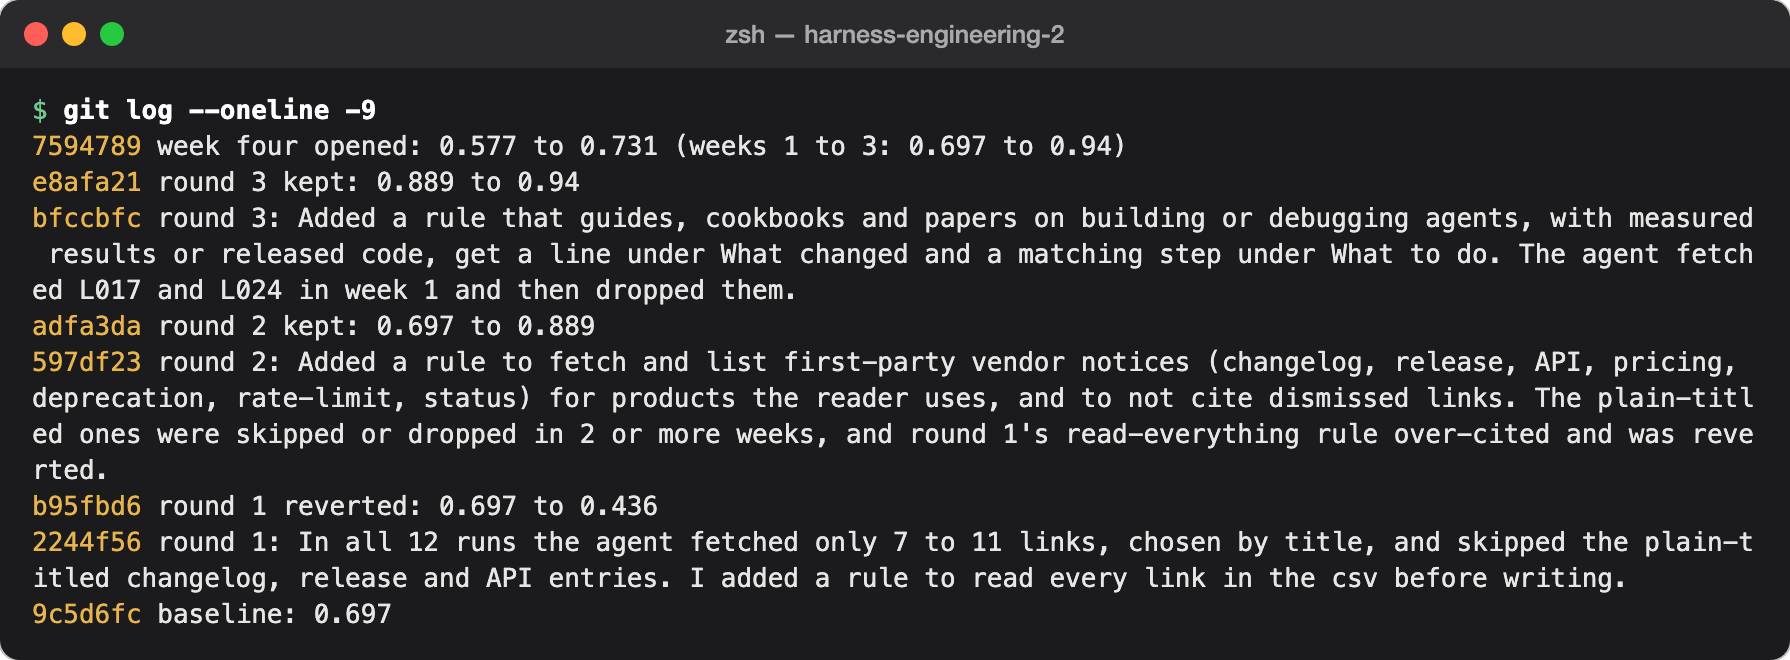 zsh — harness-engineering-2
$ git log --oneline -9
7594789 week four opened: 0.577 to 0.731 (weeks 1 to 3: 0.697 to 0.94)
e8afa21 round 3 kept: 0.889 to 0.94
bfccbfc round 3: Added a rule that guides, cookbooks and papers on building or debugging agents, with measured
 results or released code, get a line under What changed and a matching step under What to do. The agent fetch
ed L017 and L024 in week 1 and then dropped them.
adfa3da round 2 kept: 0.697 to 0.889
597df23 round 2: Added a rule to fetch and list first-party vendor notices (changelog, release, API, pricing,
deprecation, rate-limit, status) for products the reader uses, and to not cite dismissed links. The plain-titl
ed ones were skipped or dropped in 2 or more weeks, and round 1's read-everything rule over-cited and was reve
rted.
b95fbd6 round 1 reverted: 0.697 to 0.436
2244f56 round 1: In all 12 runs the agent fetched only 7 to 11 links, chosen by title, and skipped the plain-t
itled changelog, release and API entries. I added a rule to read every link in the csv before writing.
9c5d6fc baseline: 0.697